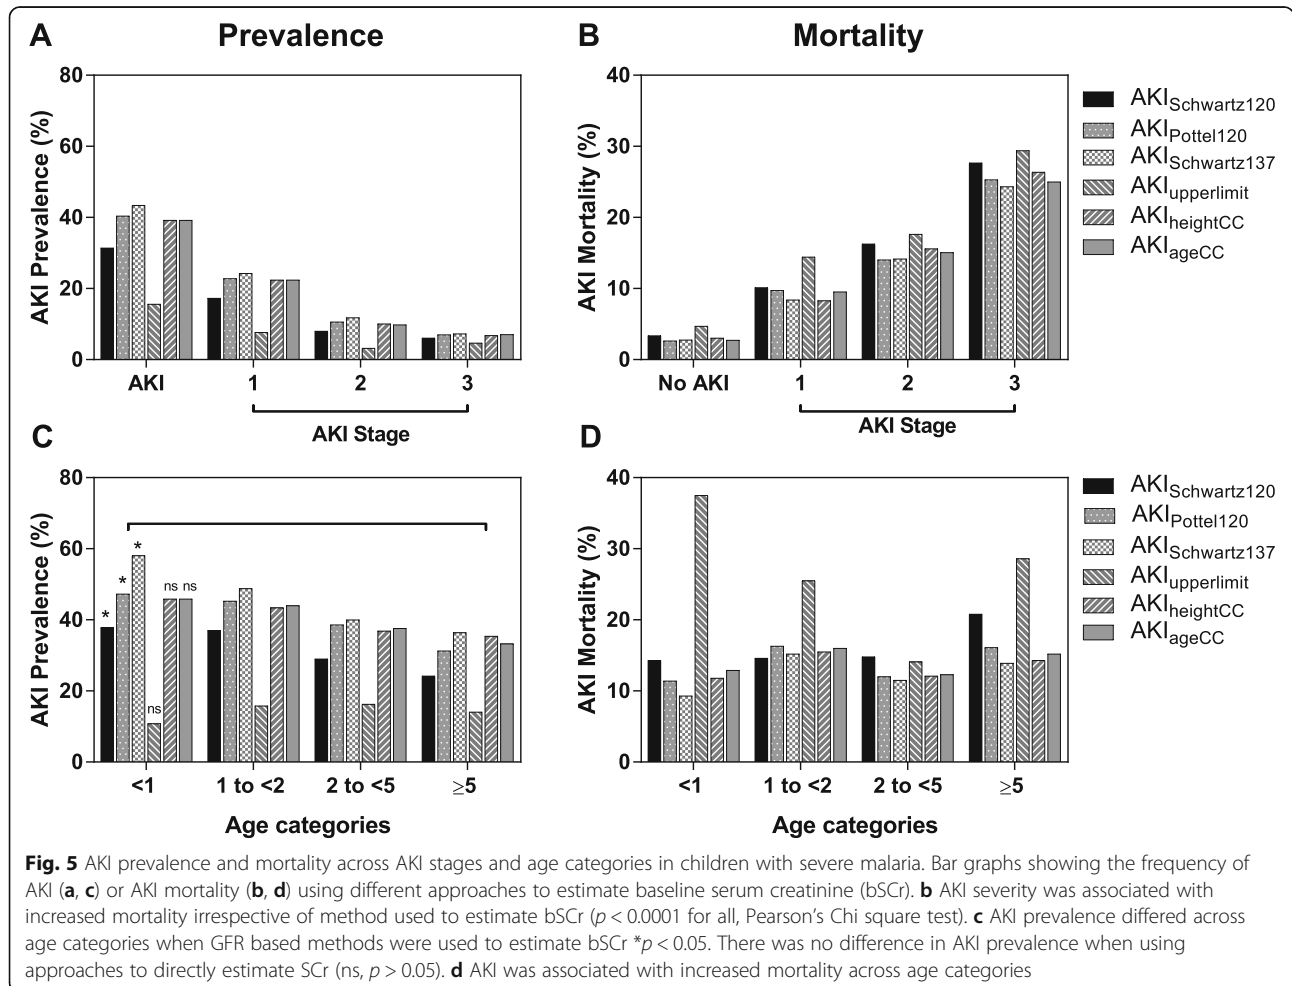 A Prevalence
AKI Prevalence (%)
80
60
40
20
0
AKI 1 2 3
AKI Stage
B Mortality
AKI Mortality (%)
40
30
20
10
0
No AKI 1 2 3
AKI Stage
AKISchwartz120
AKIPottel120
AKISchwartz137
AKIupperlimit
AKIheightCC
AKIageCC
C
AKI Prevalence (%)
80
60
40
20
0
* * * ns ns ns
<1 1 to <2 2 to <5 ≥5
Age categories
D
AKI Mortality (%)
40
30
20
10
0
<1 1 to <2 2 to <5 ≥5
Age categories
AKISchwartz120
AKIPottel120
AKISchwartz137
AKIupperlimit
AKIheightCC
AKIageCC
Fig. 5 AKI prevalence and mortality across AKI stages and age categories in children with severe malaria. Bar graphs showing the frequency of
AKI (a, c) or AKI mortality (b, d) using different approaches to estimate baseline serum creatinine (bSCr). b AKI severity was associated with
increased mortality irrespective of method used to estimate bSCr (p < 0.0001 for all, Pearson's Chi square test). c AKI prevalence differed across
age categories when GFR based methods were used to estimate bSCr *p < 0.05. There was no difference in AKI prevalence when using
approaches to directly estimate SCr (ns, p > 0.05). d AKI was associated with increased mortality across age categories